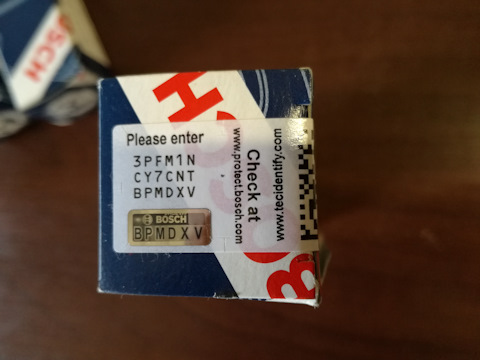 Please enter
3PFM1N
CY7CNT
BPMDXV
BOSCH
BPMDXV
Check at
www.protect.bosch.com
www.tecidentify.com
BOSCH